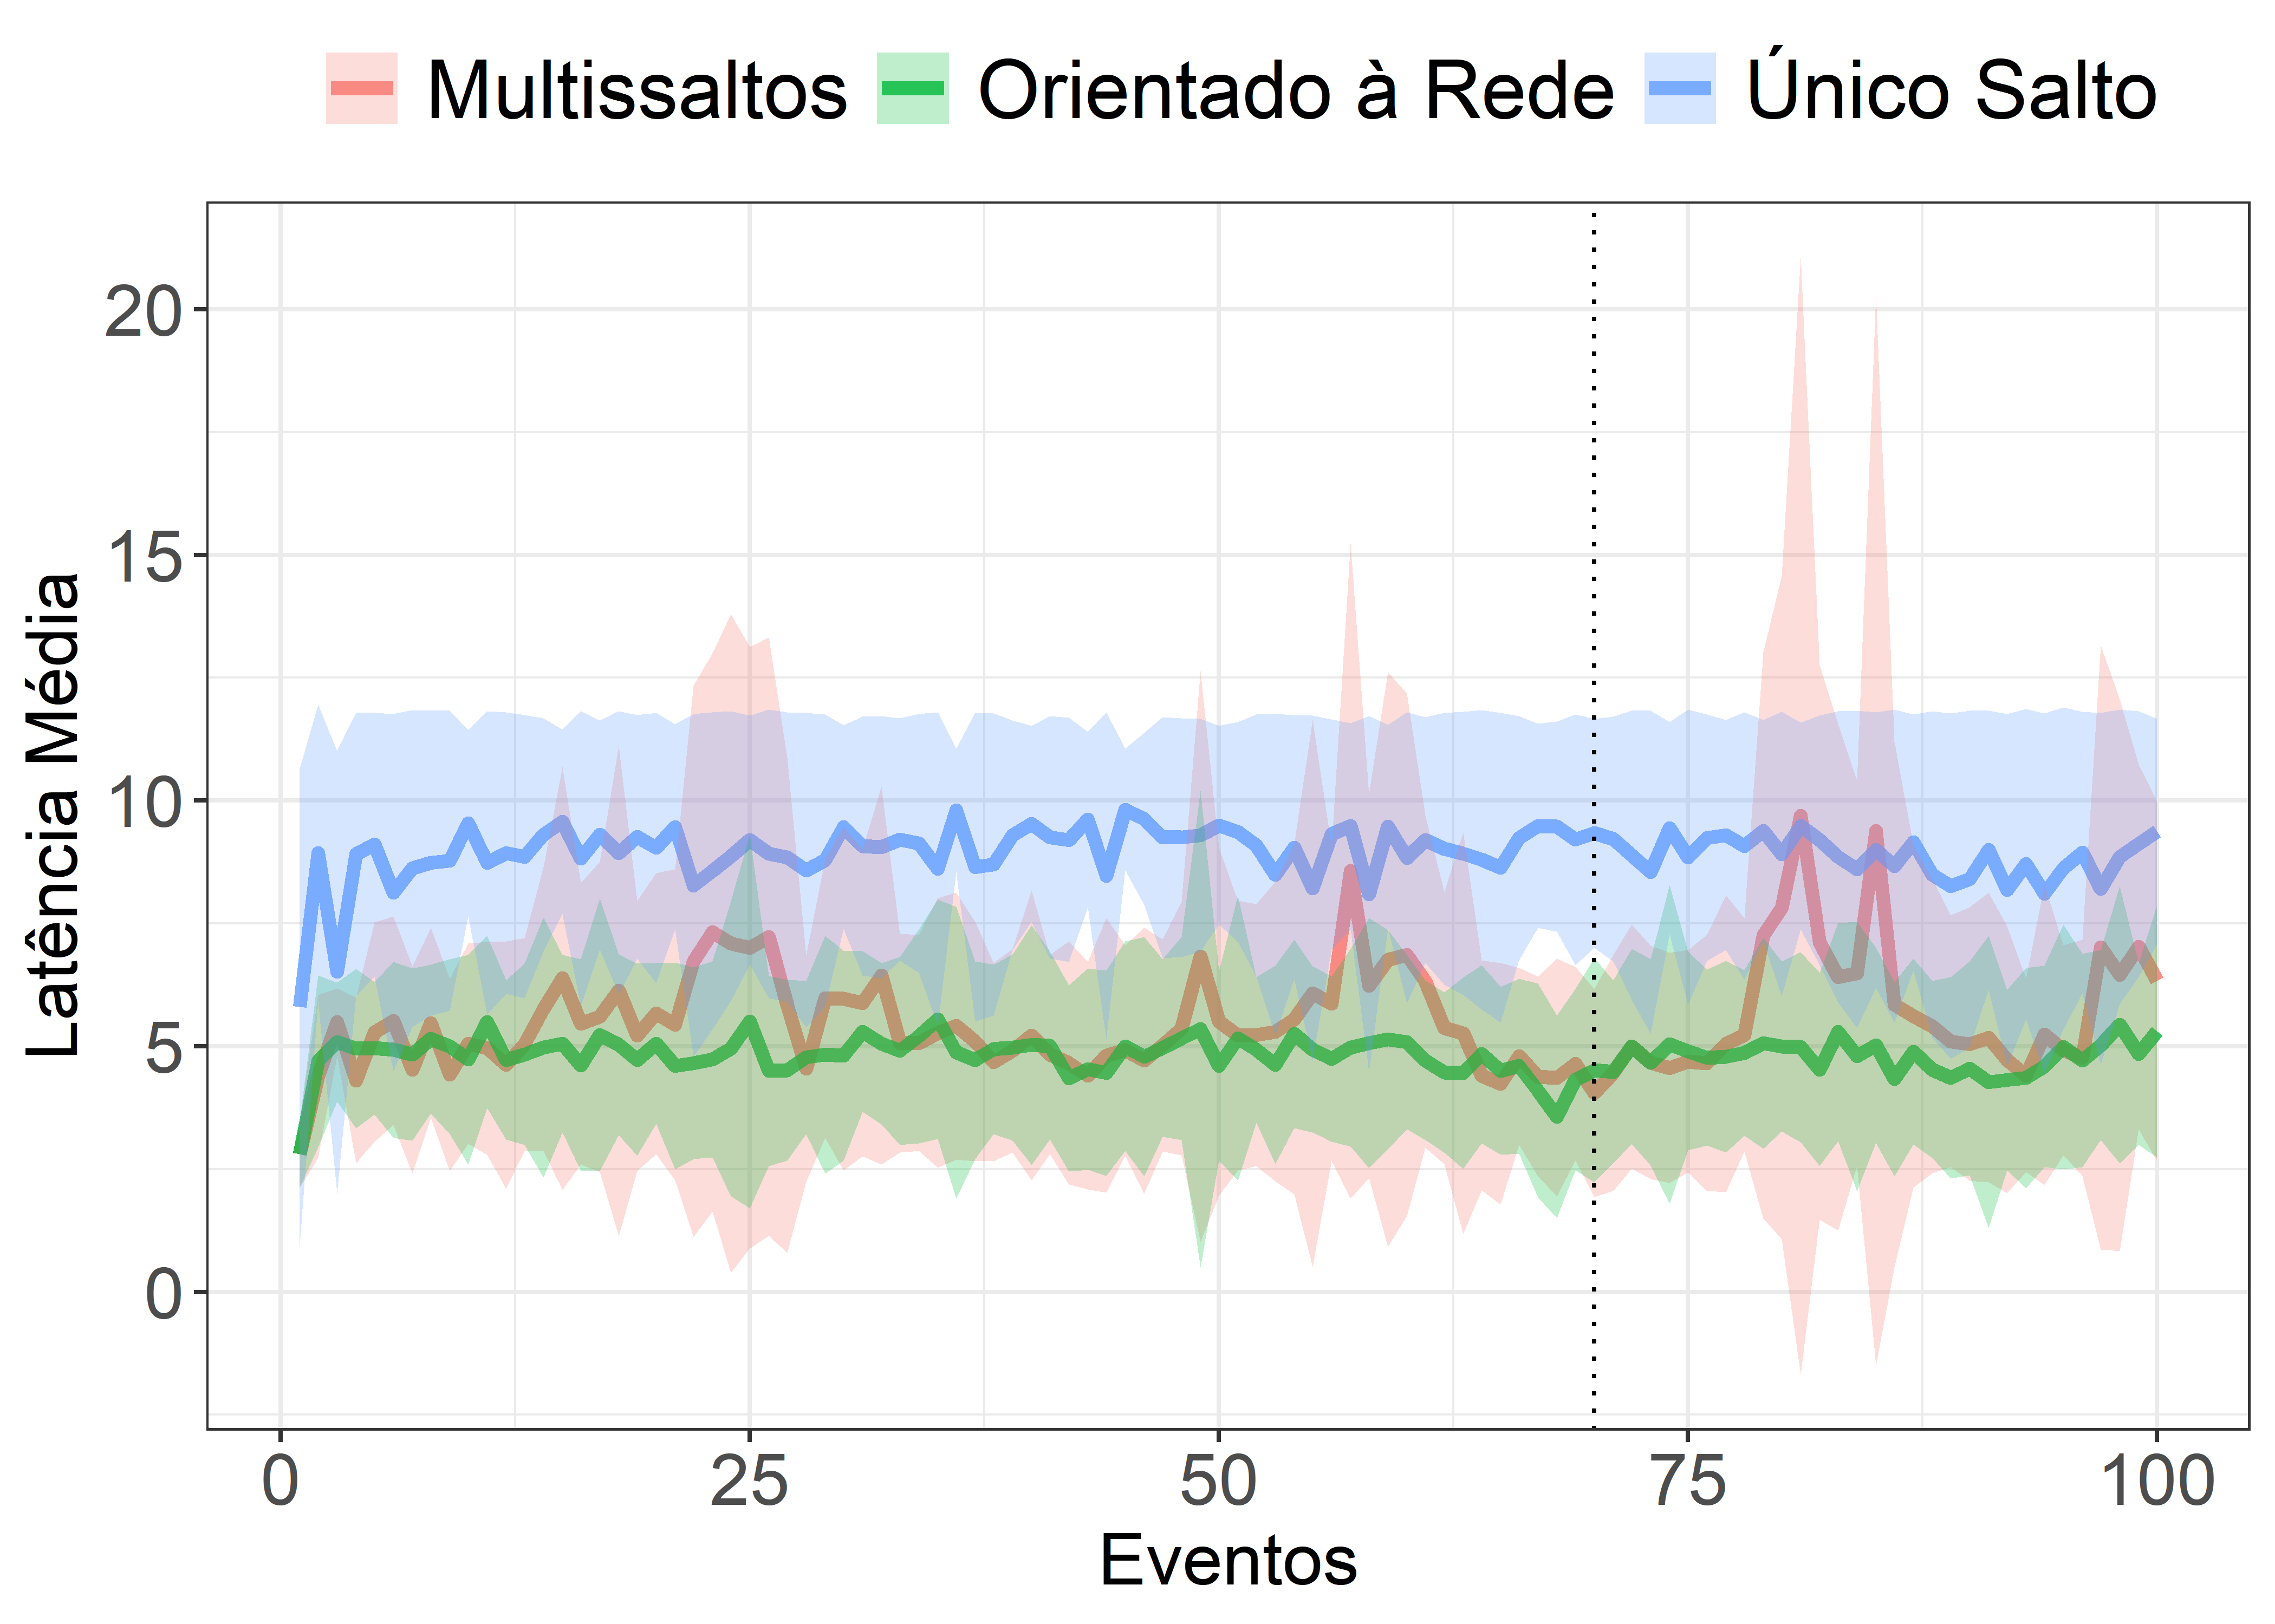 Multissaltos Orientado à Rede Único Salto
Latência Média
20
15
10
5
0
0 25 50 75 100
Eventos